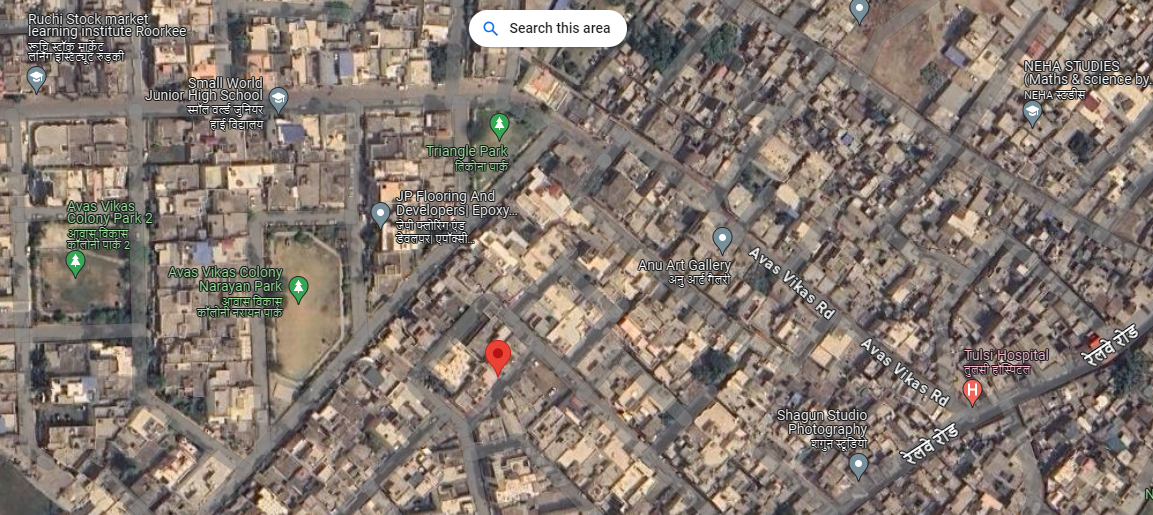 Search this area
Ruchi Stock market
learning institute Roorkee
रूचि स्टॉक मार्केट
लर्निंग इंस्टिट्यूट रुड़की
NEHA STUDIES
(Maths & science by...
NEHA स्टडीस
Small World
Junior High School
स्मॉल वर्ल्ड जुनियर
हाई विद्यालय
Triangle Park
तिकोना पार्क
JP Flooring And
Developers| Epoxy...
जेपी फ्लोरिंग एंड
डेवलपर्स| एपॉक्सी...
Avas Vikas
Colony Park 2
आवास विकास
कॉलोनी पार्क 2
Avas Vikas Colony
Narayan Park
आवास विकास
कॉलोनी नारायन पार्क
Anu Art Gallery
अनु आर्ट गैलरी
Avas Vikas Rd
Avas Vikas Rd
रेलवे रोड
Tulsi Hospital
तुलसी हॉस्पिटल
Shagun Studio
Photography
शगुन स्टूडियो
रेलवे रोड
N